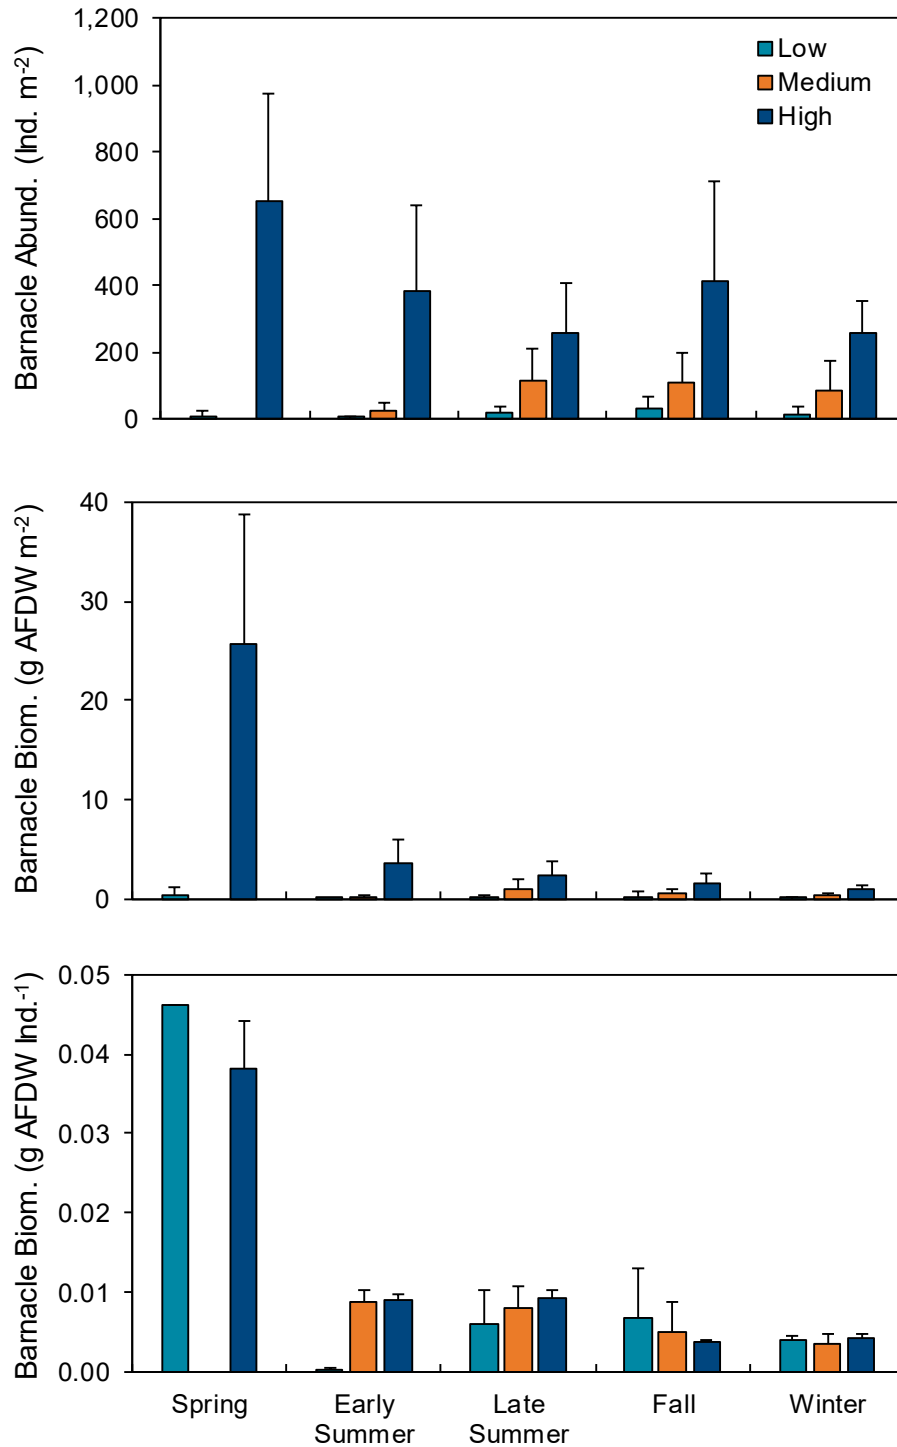 1,200
1,000
800
600
400
200
0
Barnacle Abund. (Ind. m⁻²)
Low
Medium
High
40
30
20
10
0
Barnacle Biom. (g AFDW m⁻²)
0.05
0.04
0.03
0.02
0.01
0.00
Barnacle Biom. (g AFDW Ind.⁻¹)
Spring
Early
Summer
Late
Summer
Fall
Winter